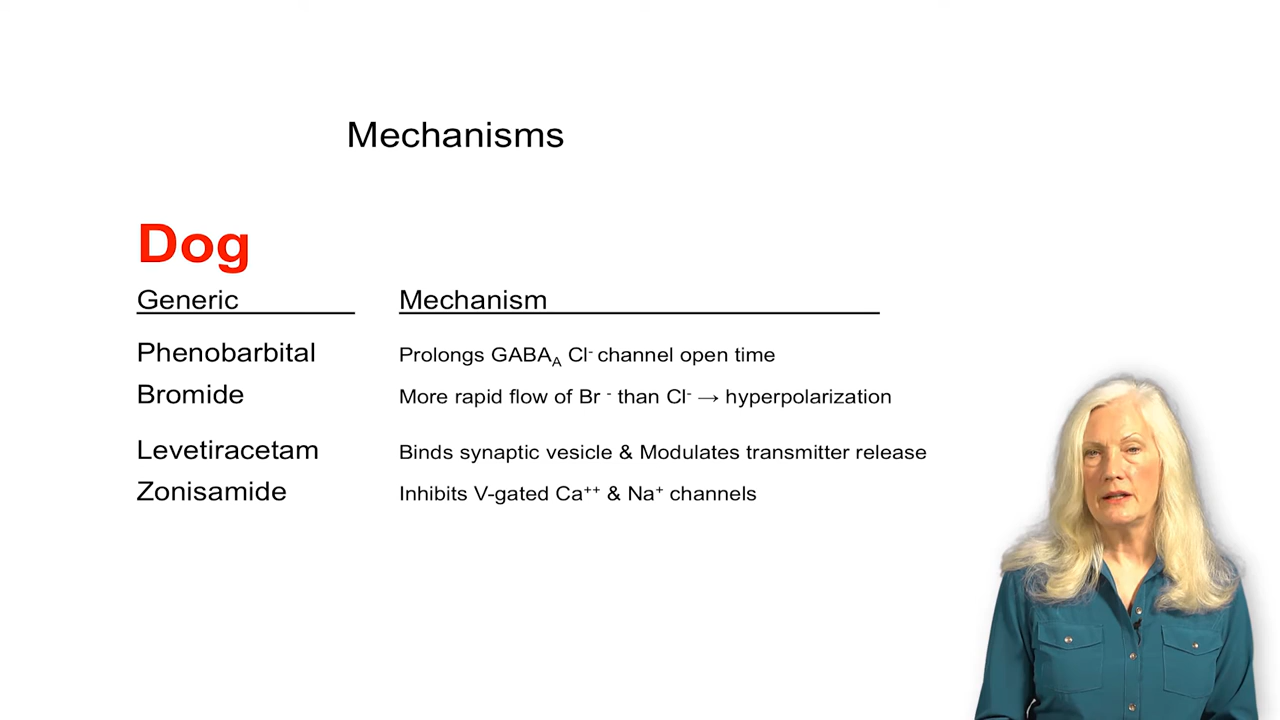 Mechanisms
Dog
Generic Mechanism
Phenobarbital Prolongs GABA_A Cl⁻ channel open time
Bromide More rapid flow of Br ⁻ than Cl⁻ → hyperpolarization
Levetiracetam Binds synaptic vesicle & Modulates transmitter release
Zonisamide Inhibits V-gated Ca⁺⁺ & Na⁺ channels